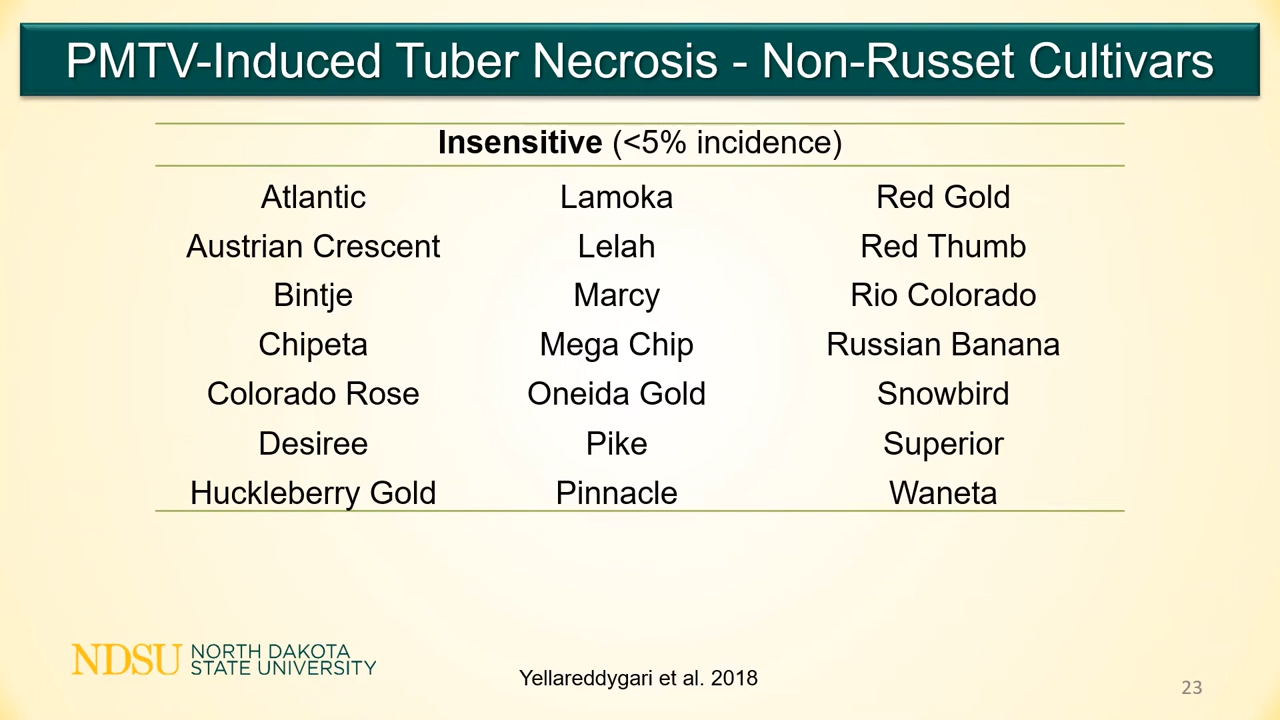 PMTV-Induced Tuber Necrosis - Non-Russet Cultivars
Insensitive (<5% incidence)
Atlantic Lamoka Red Gold
Austrian Crescent Lelah Red Thumb
Bintje Marcy Rio Colorado
Chipeta Mega Chip Russian Banana
Colorado Rose Oneida Gold Snowbird
Desiree Pike Superior
Huckleberry Gold Pinnacle Waneta
NDSU NORTH DAKOTA
STATE UNIVERSITY
Yellareddygari et al. 2018
23